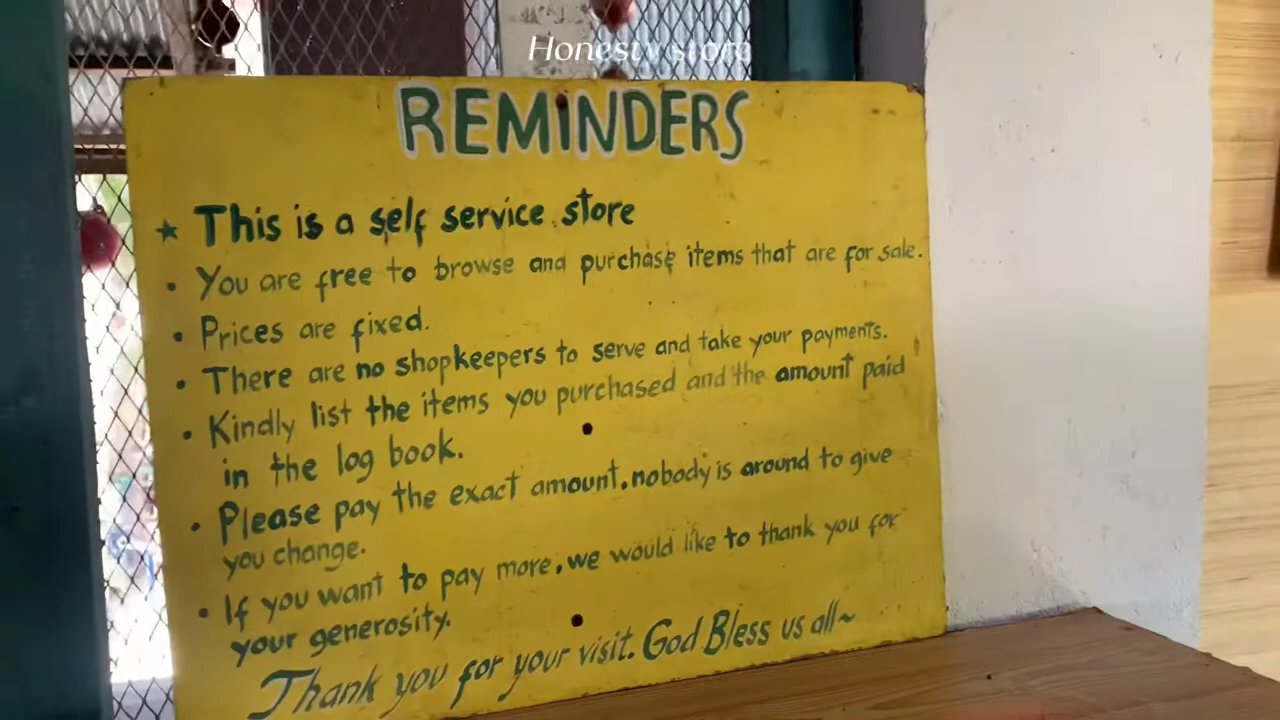 Honesty store
REMINDERS
★ This is a self service store
• You are free to browse and purchase items that are for sale.
• Prices are fixed.
• There are no shopkeepers to serve and take your payments.
• Kindly list the items you purchased and the amount paid
in the log book.
• Please pay the exact amount, nobody is around to give
you change.
• If you want to pay more, we would like to thank you for
your generosity.
Thank you for your visit. God Bless us all~